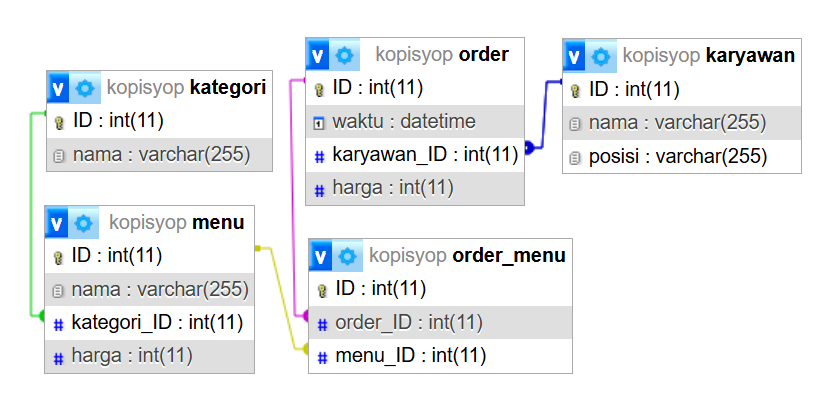 kopisyop kategori
ID : int(11)
nama : varchar(255)
kopisyop menu
ID : int(11)
nama : varchar(255)
kategori_ID : int(11)
harga : int(11)
kopisyop order
ID : int(11)
waktu : datetime
karyawan_ID : int(11)
harga : int(11)
kopisyop order_menu
ID : int(11)
order_ID : int(11)
menu_ID : int(11)
kopisyop karyawan
ID : int(11)
nama : varchar(255)
posisi : varchar(255)